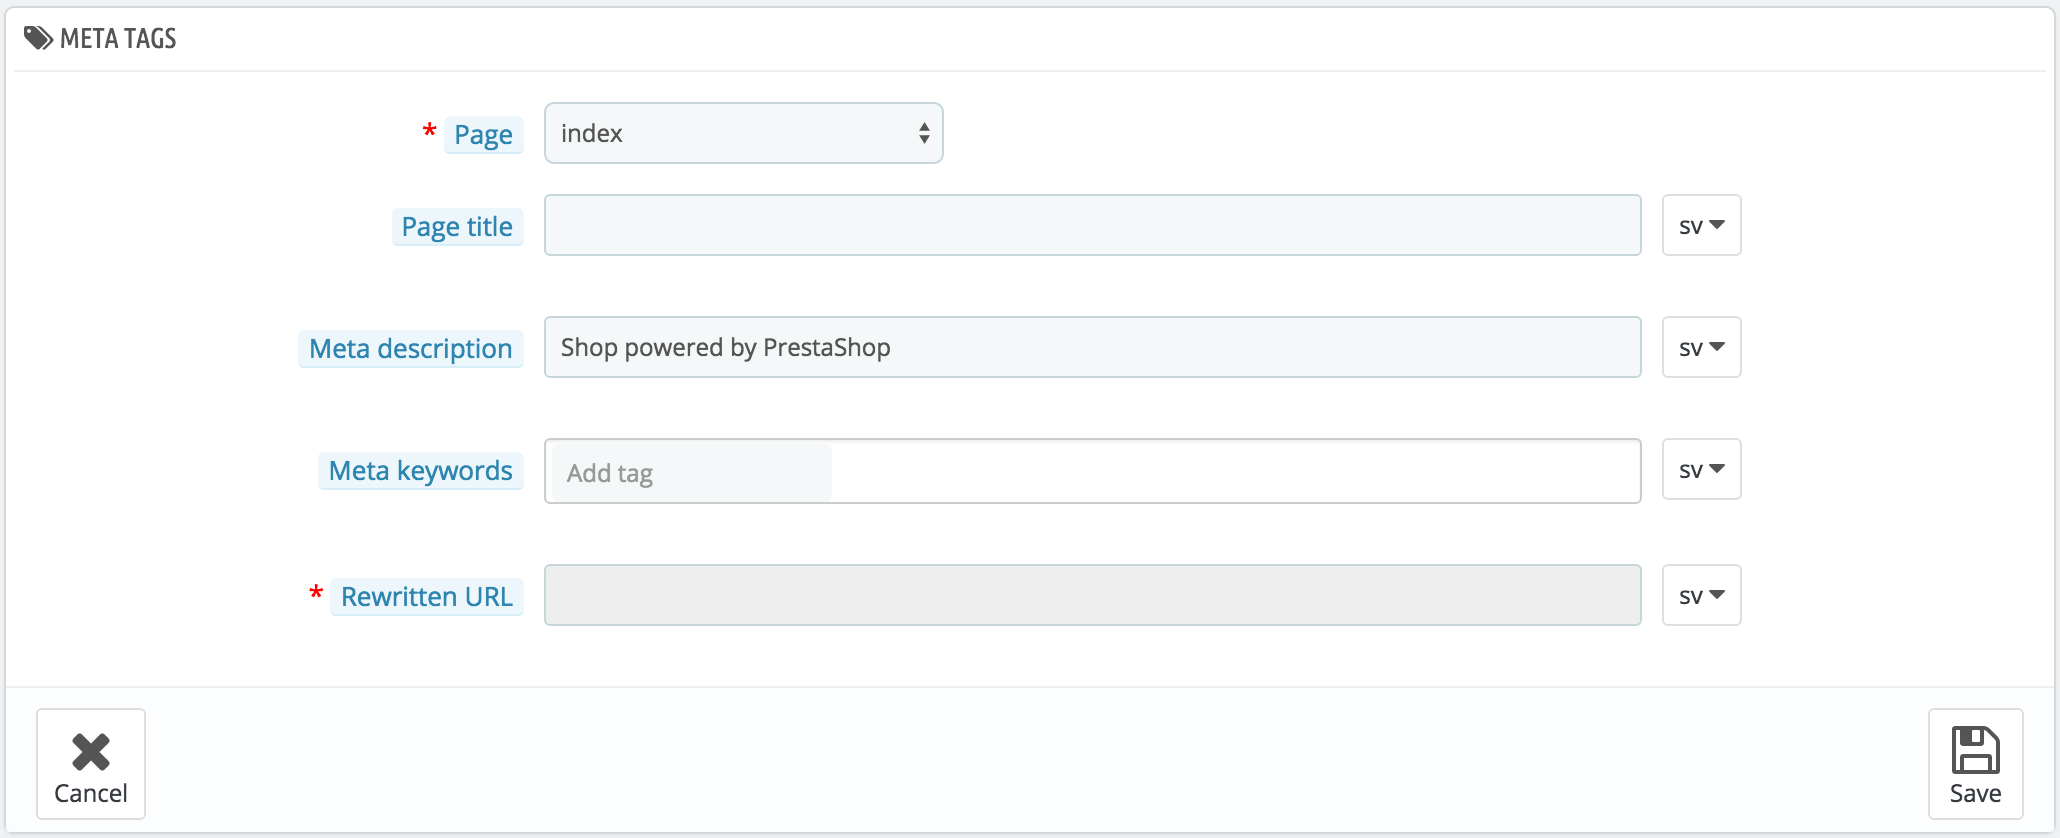 META TAGS
* Page
index
Page title
sv
Meta description
Shop powered by PrestaShop
sv
Meta keywords
Add tag
sv
* Rewritten URL
sv
Cancel
Save